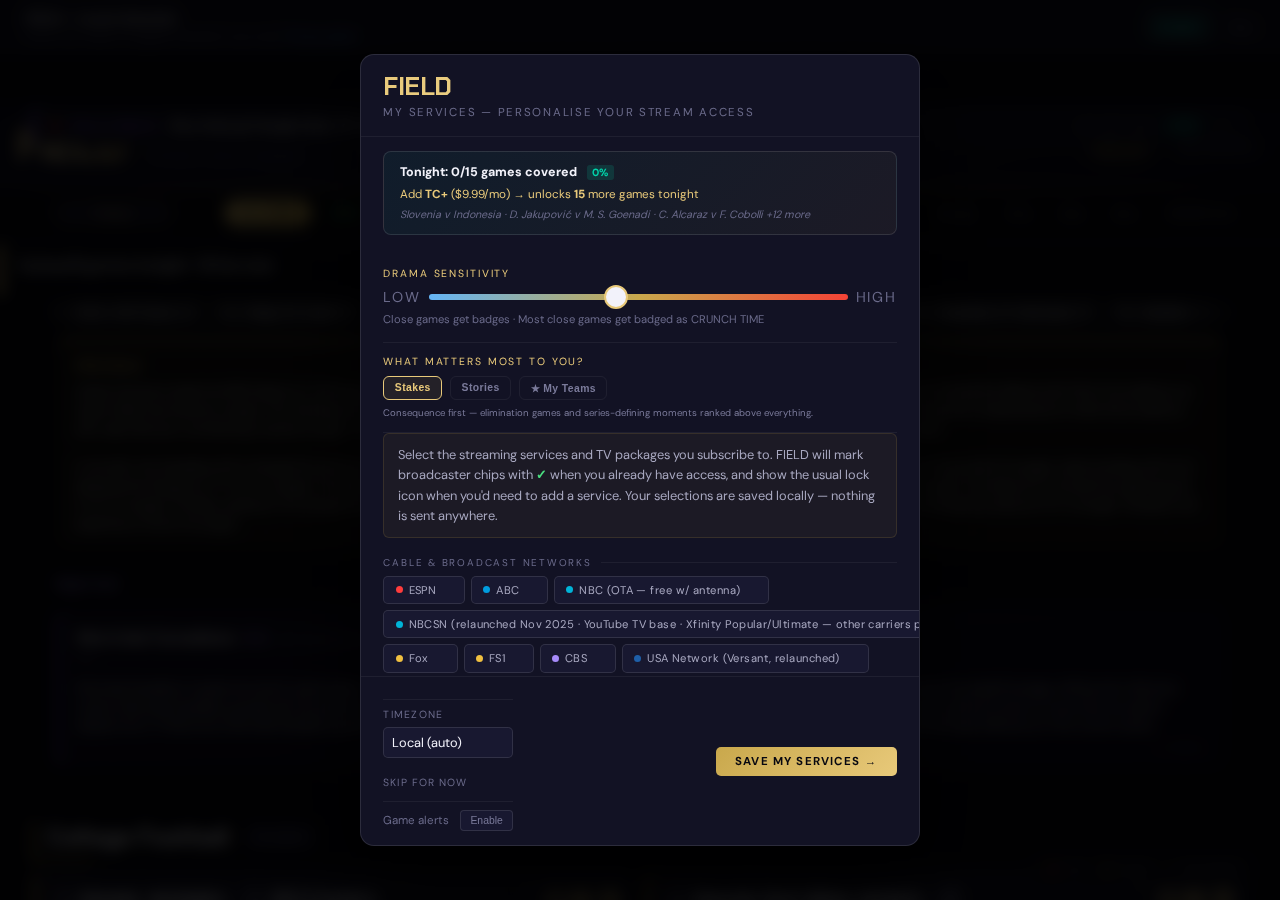 FIELD
MY SERVICES — PERSONALISE YOUR STREAM ACCESS
Tonight: 0/15 games covered 0%
Add TC+ ($9.99/mo) → unlocks 15 more games tonight
Slovenia v Indonesia · D. Jakupović v M. S. Goenadi · C. Alcaraz v F. Cobolli +12 more
DRAMA SENSITIVITY
LOW HIGH
Close games get badges · Most close games get badged as CRUNCH TIME
WHAT MATTERS MOST TO YOU?
Stakes Stories ★ My Teams
Consequence first — elimination games and series-defining moments ranked above everything.
Select the streaming services and TV packages you subscribe to. FIELD will mark
broadcaster chips with ✓ when you already have access, and show the usual lock
icon when you'd need to add a service. Your selections are saved locally — nothing
is sent anywhere.
CABLE & BROADCAST NETWORKS
ESPN ABC NBC (OTA — free w/ antenna)
NBCSN (relaunched Nov 2025 · YouTube TV base · Xfinity Popular/Ultimate — other carriers p
Fox FS1 CBS USA Network (Versant, relaunched)
TIMEZONE
Local (auto)
SAVE MY SERVICES →
SKIP FOR NOW
Game alerts Enable